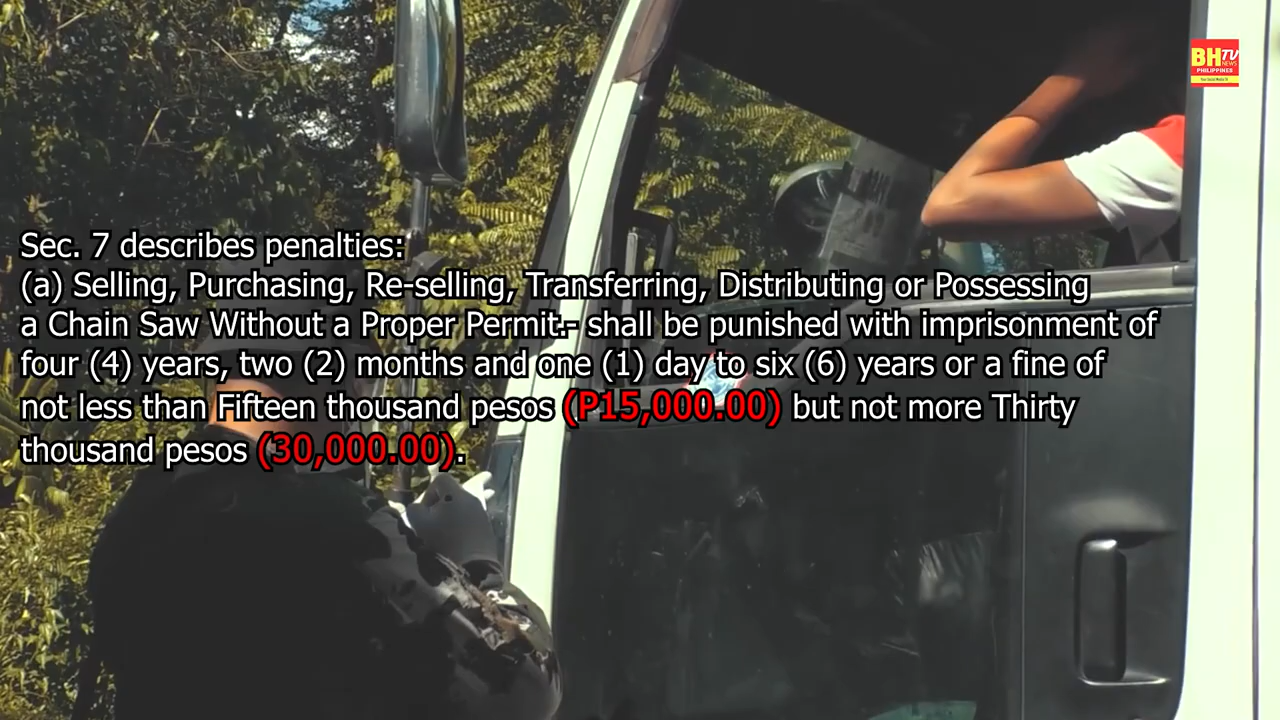 BHTV
NEWS
PHILIPPINES
Sec. 7 describes penalties:
(a) Selling, Purchasing, Re-selling, Transferring, Distributing or Possessing
a Chain Saw Without a Proper Permit.- shall be punished with imprisonment of
four (4) years, two (2) months and one (1) day to six (6) years or a fine of
not less than Fifteen thousand pesos (P15,000.00) but not more Thirty
thousand pesos (30,000.00).